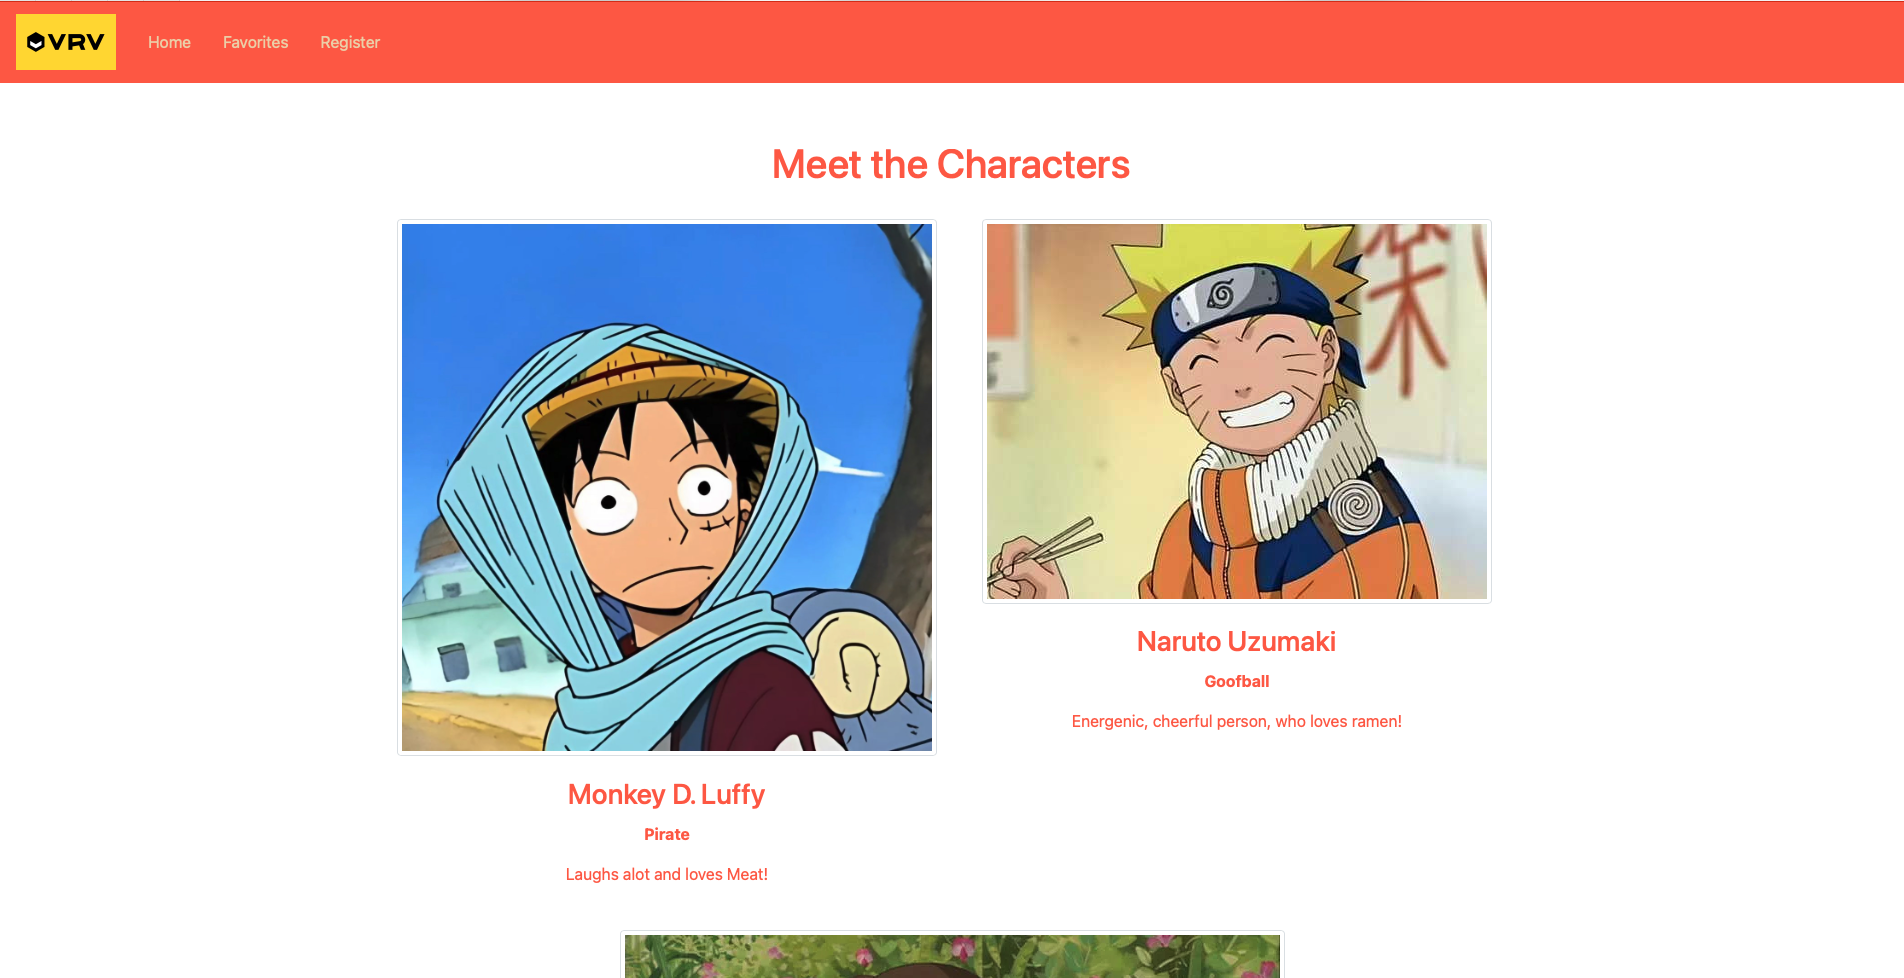 VRV
Home
Favorites
Register
Meet the Characters
Naruto Uzumaki
Goofball
Energenic, cheerful person, who loves ramen!
Monkey D. Luffy
Pirate
Laughs alot and loves Meat!